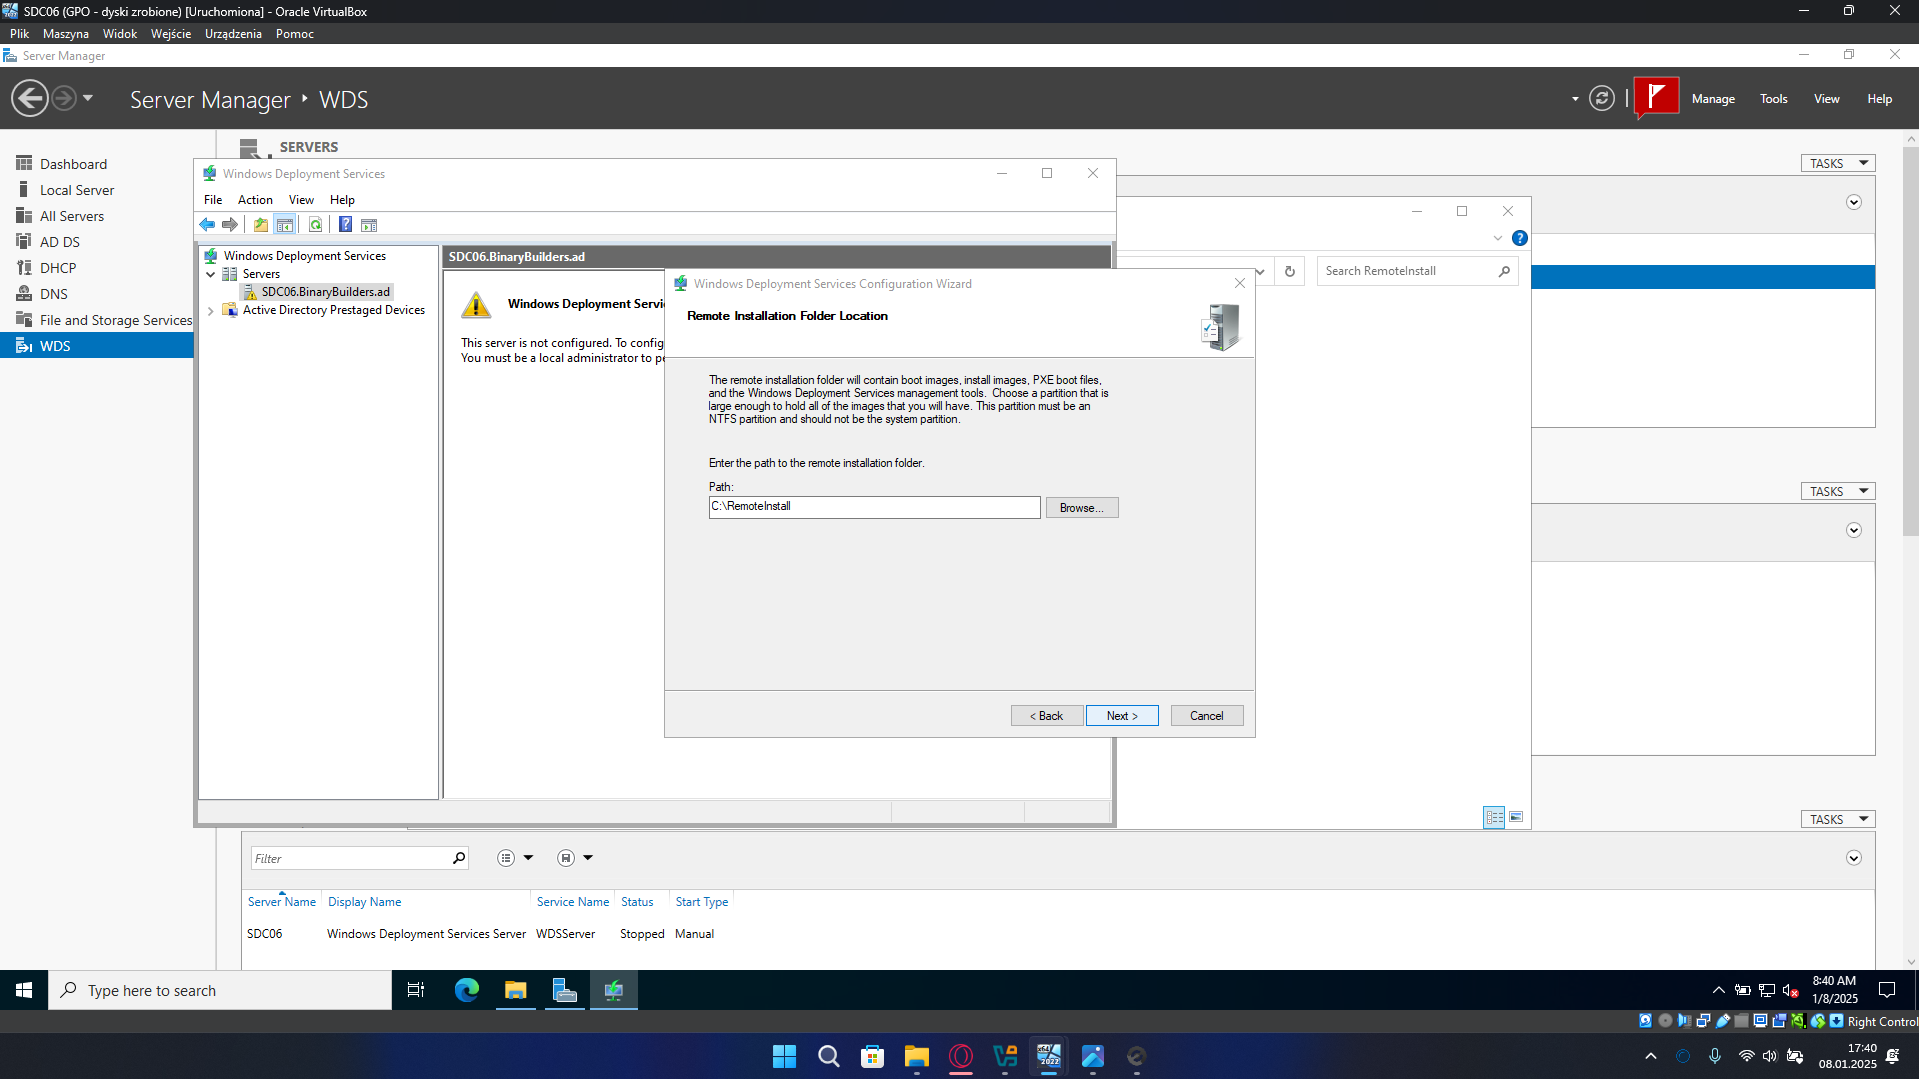 SDC06 (GPO - dyski zrobione) [Uruchomiona] - Oracle VirtualBox
Plik Maszyna Widok Wejście Urządzenia Pomoc
Server Manager
Server Manager WDS
Manage Tools View Help
Dashboard
Local Server
All Servers
AD DS
DHCP
DNS
File and Storage Services
WDS
SERVERS
TASKS
Windows Deployment Services
File Action View Help
Windows Deployment Services
Servers
SDC06.BinaryBuilders.ad
Active Directory Prestaged Devices
SDC06.BinaryBuilders.ad
Windows Deployment Servi
This server is not configured. To config
You must be a local administrator to pe
Search RemoteInstall
Windows Deployment Services Configuration Wizard
Remote Installation Folder Location
The remote installation folder will contain boot images, install images, PXE boot files,
and the Windows Deployment Services management tools. Choose a partition that is
large enough to hold all of the images that you will have. This partition must be an
NTFS partition and should not be the system partition.
Enter the path to the remote installation folder.
Path:
C:\RemoteInstall
Browse...
< Back Next > Cancel
TASKS
TASKS
Filter
Server Name Display Name Service Name Status Start Type
SDC06 Windows Deployment Services Server WDSServer Stopped Manual
Type here to search
8:40 AM
1/8/2025
Right Control
17:40
08.01.2025